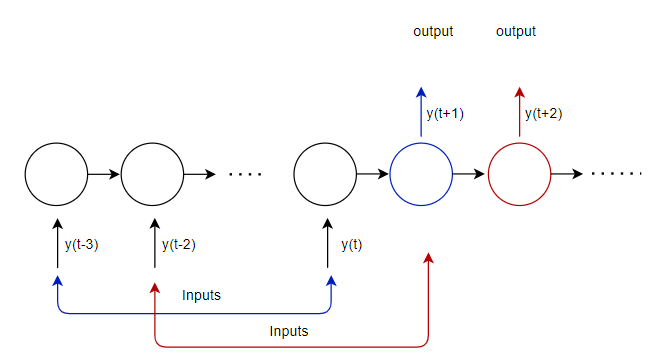 output output
y(t+1) y(t+2)
y(t-3) y(t-2) y(t)
Inputs
Inputs